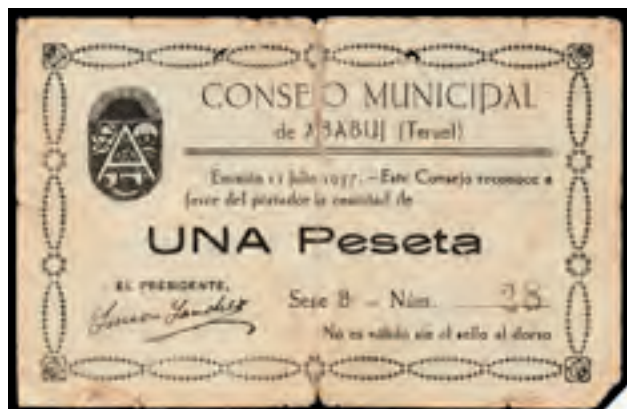 CONSEJO MUNICIPAL
de ABABUJ (Teruel)
Emisión 11 julio 1937. - Este Consejo reconoce a
favor del portador la cantidad de
UNA Peseta
EL PRESIDENTE,
Serie B - Núm. 28
No es válido sin el sello al dorso